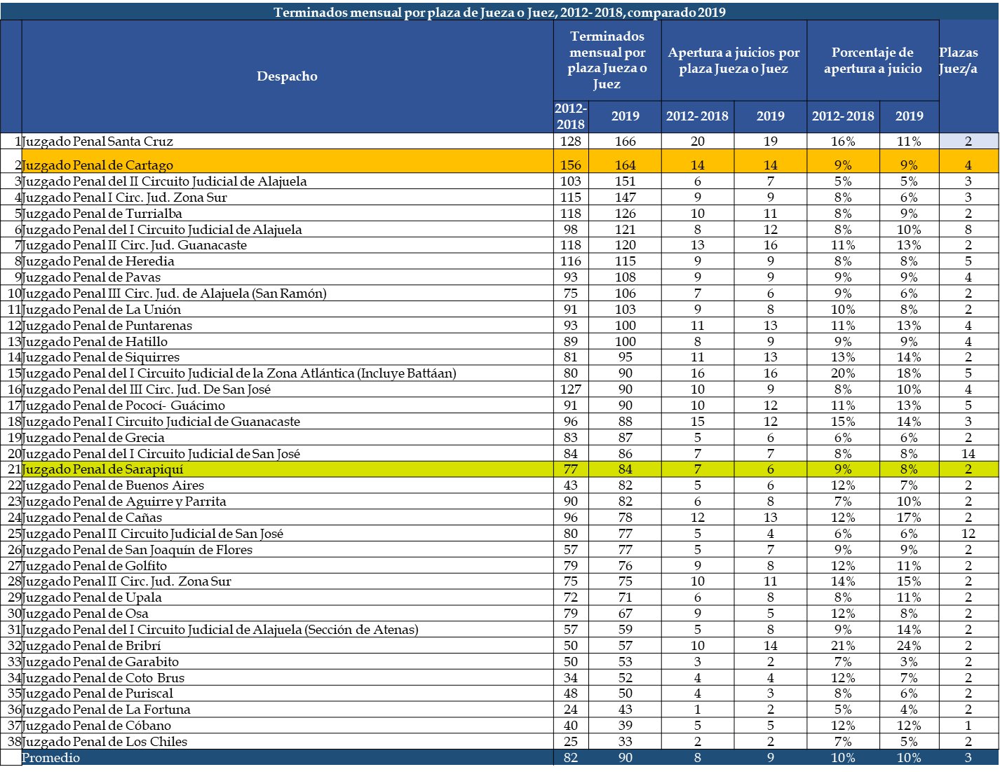 Terminados mensual por plaza de Jueza o Juez, 2012- 2018, comparado 2019
Despacho Terminados mensual por plaza Jueza o Juez Apertura a juicios por plaza Jueza o Juez Porcentaje de apertura a juicio Plazas Juez/a
2012-2018 2019 2012- 2018 2019 2012- 2018 2019
1 Juzgado Penal Santa Cruz 128 166 20 19 16% 11% 2
2 Juzgado Penal de Cartago 156 164 14 14 9% 9% 4
3 Juzgado Penal del II Circuito Judicial de Alajuela 103 151 6 7 5% 5% 3
4 Juzgado Penal I Circ. Jud. Zona Sur 115 147 9 9 8% 6% 3
5 Juzgado Penal de Turrialba 118 126 10 11 8% 9% 2
6 Juzgado Penal del I Circuito Judicial de Alajuela 98 121 8 12 8% 10% 8
7 Juzgado Penal II Circ. Jud. Guanacaste 118 120 13 16 11% 13% 2
8 Juzgado Penal de Heredia 116 115 9 9 8% 8% 5
9 Juzgado Penal de Pavas 93 108 9 9 9% 9% 4
10 Juzgado Penal III Circ. Jud. de Alajuela (San Ramón) 75 106 7 6 9% 6% 2
11 Juzgado Penal de La Unión 91 103 9 8 10% 8% 2
12 Juzgado Penal de Puntarenas 93 100 11 13 11% 13% 4
13 Juzgado Penal de Hatillo 89 100 8 9 9% 9% 4
14 Juzgado Penal de Siquirres 81 95 11 13 13% 14% 2
15 Juzgado Penal del I Circuito Judicial de la Zona Atlántica (Incluye Battáan) 80 90 16 16 20% 18% 5
16 Juzgado Penal del III Circ. Jud. De San José 127 90 10 9 8% 10% 4
17 Juzgado Penal de Pococí- Guácimo 91 90 10 12 11% 13% 5
18 Juzgado Penal I Circuito Judicial de Guanacaste 96 88 15 12 15% 14% 3
19 Juzgado Penal de Grecia 83 87 5 6 6% 6% 2
20 Juzgado Penal del I Circuito Judicial de San José 84 86 7 7 8% 8% 14
21 Juzgado Penal de Sarapiquí 77 84 7 6 9% 8% 2
22 Juzgado Penal de Buenos Aires 43 82 5 6 12% 7% 2
23 Juzgado Penal de Aguirre y Parrita 90 82 6 8 7% 10% 2
24 Juzgado Penal de Cañas 96 78 12 13 12% 17% 2
25 Juzgado Penal II Circuito Judicial de San José 80 77 5 4 6% 6% 12
26 Juzgado Penal de San Joaquín de Flores 57 77 5 7 9% 9% 2
27 Juzgado Penal de Golfito 79 76 9 8 12% 11% 2
28 Juzgado Penal II Circ. Jud. Zona Sur 75 75 10 11 14% 15% 2
29 Juzgado Penal de Upala 72 71 6 8 8% 11% 2
30 Juzgado Penal de Osa 79 67 9 5 12% 8% 2
31 Juzgado Penal del I Circuito Judicial de Alajuela (Sección de Atenas) 57 59 5 8 9% 14% 2
32 Juzgado Penal de Bribrí 50 57 10 14 21% 24% 2
33 Juzgado Penal de Garabito 50 53 3 2 7% 3% 2
34 Juzgado Penal de Coto Brus 34 52 4 4 12% 7% 2
35 Juzgado Penal de Puriscal 48 50 4 3 8% 6% 2
36 Juzgado Penal de La Fortuna 24 43 1 2 5% 4% 2
37 Juzgado Penal de Cóbano 40 39 5 5 12% 12% 1
38 Juzgado Penal de Los Chiles 25 33 2 2 7% 5% 2
Promedio 82 90 8 9 10% 10% 3